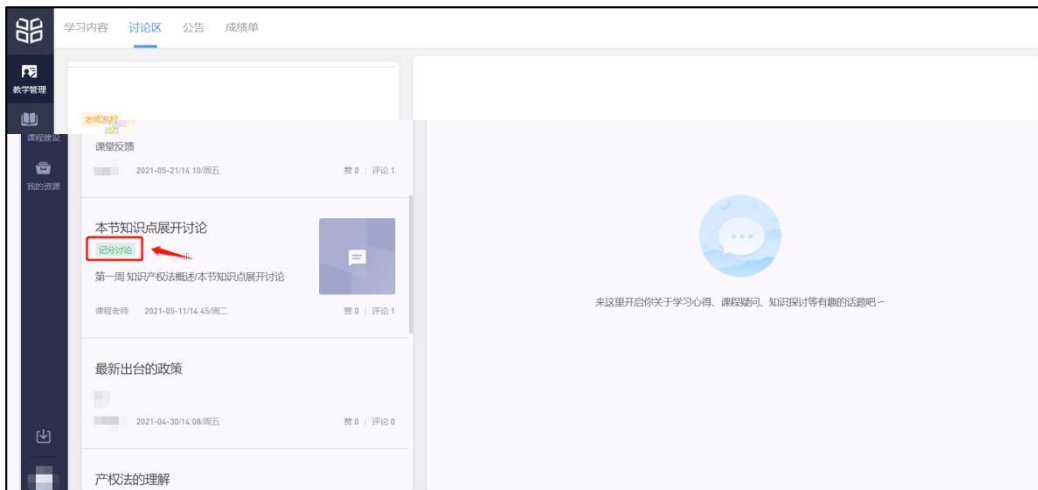 学习内容 讨论区 公告 成绩单
教学管理
课程建设
我的资源
课堂反馈
2021-05-21/14:10/周五 赞 0 | 评论 1
本节知识点展开讨论
记分讨论
第一周 知识产权法概述/本节知识点展开讨论
课程老师 2021-05-11/14:45/周二 赞 0 | 评论 1
最新出台的政策
2021-04-30/14:08/周五 赞 0 | 评论 0
产权法的理解
来这里开启你关于学习心得、课程疑问、知识探讨等有趣的话题吧~